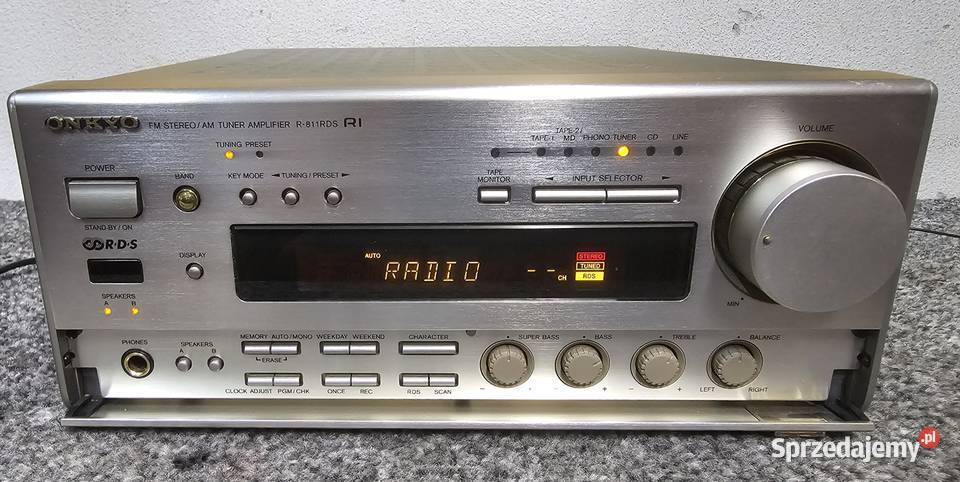 ONKYO FM STEREO/AM TUNER AMPLIFIER R-811RDS RI
TUNING PRESET
TAPE-1 TAPE-2/MD PHONO TUNER CD LINE
VOLUME
POWER
BAND
KEY MODE ◄TUNING / PRESET►
TAPE MONITOR
◄ INPUT SELECTOR ►
STAND-BY / ON
R·D·S
DISPLAY
AUTO
RADIO -- CH
STEREO
TUNED
RDS
MIN
SPEAKERS
A B
PHONES
SPEAKERS
A B
MEMORY AUTO/MONO WEEKDAY WEEKEND CHARACTER
ERASE
CLOCK ADJUST PGM/CHK ONCE REC RDS SCAN
SUPER BASS BASS TREBLE BALANCE
- + - + - + LEFT RIGHT
Sprzedajemy.pl